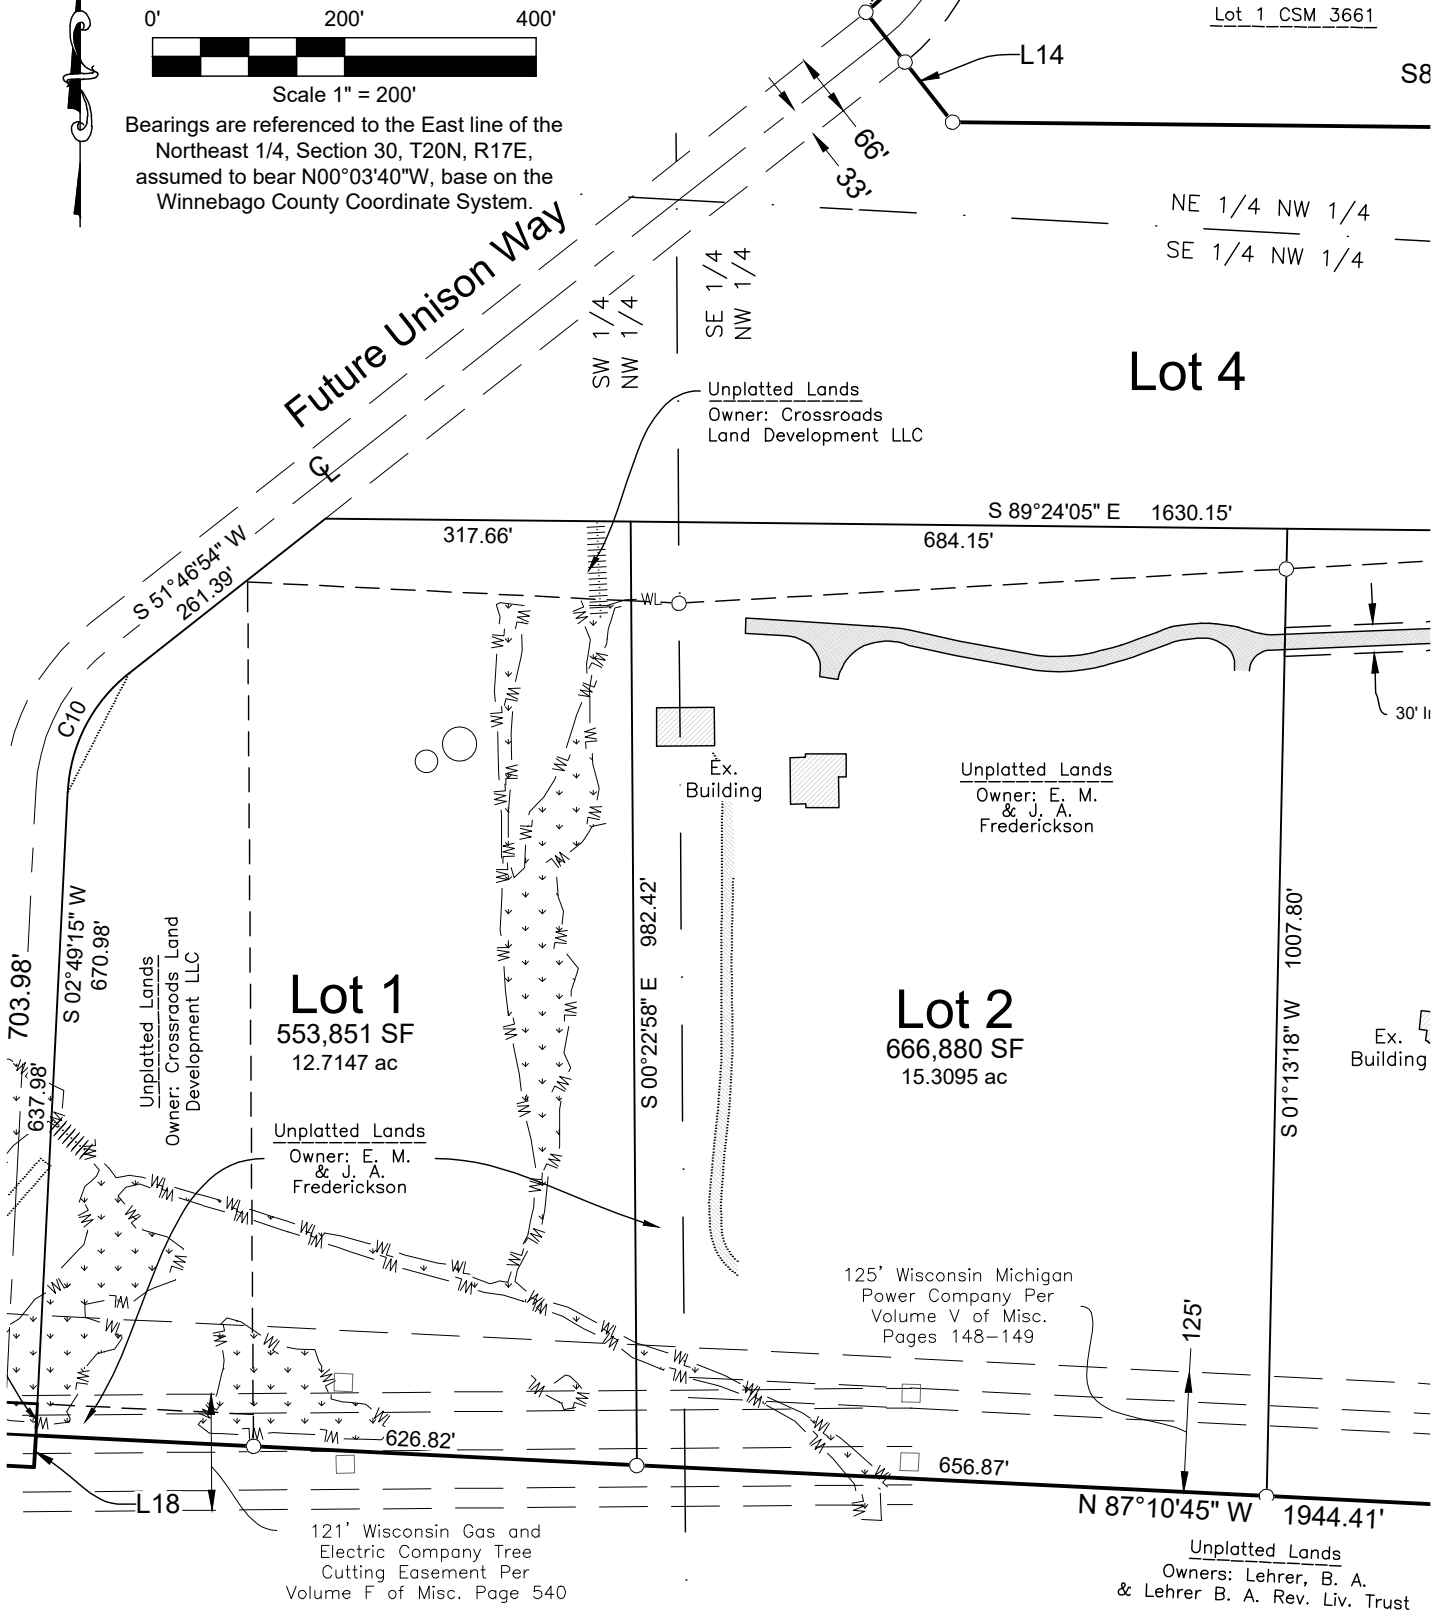 0'
200'
400'
Scale 1" = 200'
Bearings are referenced to the East line of the
Northeast 1/4, Section 30, T20N, R17E,
assumed to bear N00°03'40"W, base on the
Winnebago County Coordinate System.
Lot 1 CSM 3661
L14
S8
66'
33'
NE 1/4 NW 1/4
SE 1/4 NW 1/4
Future Unison Way
SW 1/4
NW 1/4
SE 1/4
NW 1/4
Lot 4
Unplatted Lands
Owner: Crossroads
Land Development LLC
CL
S 89°24'05" E 1630.15'
317.66'
684.15'
S 51°46'54" W
261.39'
WL
C10
30'
Ex.
Building
Unplatted Lands
Owner: E. M.
& J. A.
Frederickson
703.98'
637.98'
S 02°49'15" W
670.98'
Unplatted Lands
Owner: Crossraods Land
Development LLC
Lot 1
553,851 SF
12.7147 ac
S 00°22'58" E 982.42'
Lot 2
666,880 SF
15.3095 ac
S 01°13'18" W 1007.80'
Ex.
Building
Unplatted Lands
Owner: E. M.
& J. A.
Frederickson
125' Wisconsin Michigan
Power Company Per
Volume V of Misc.
Pages 148-149
125'
626.82'
656.87'
L18
N 87°10'45" W 1944.41'
121' Wisconsin Gas and
Electric Company Tree
Cutting Easement Per
Volume F of Misc. Page 540
Unplatted Lands
Owners: Lehrer, B. A.
& Lehrer B. A. Rev. Liv. Trust